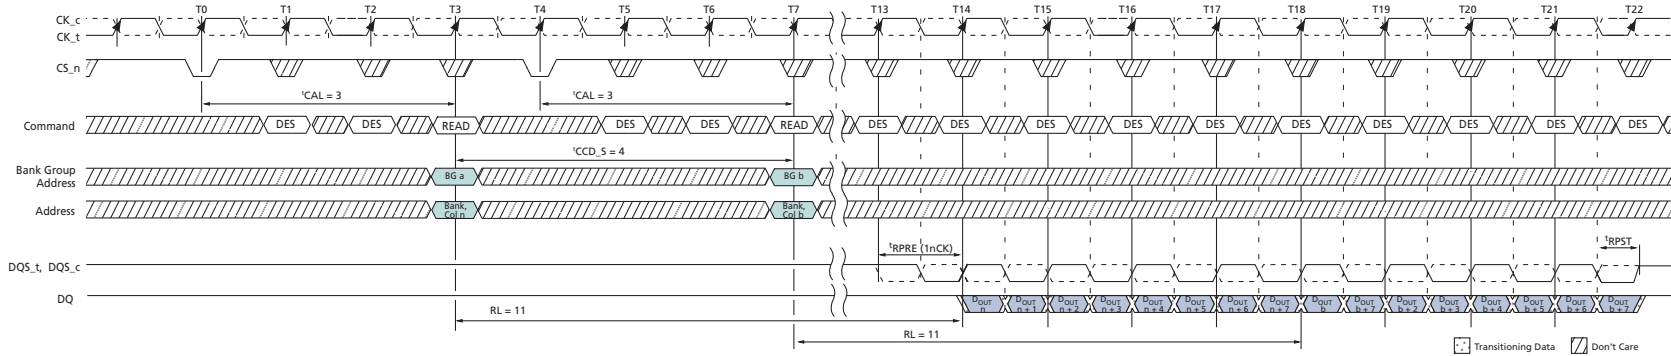 T0 T1 T2 T3 T4 T5 T6 T7 T13 T14 T15 T16 T17 T18 T19 T20 T21 T22
CK_c
CK_t
CS_n
tCAL = 3 tCAL = 3
Command DES DES READ DES DES READ DES DES DES DES DES DES DES DES DES DES
tCCD_S = 4
Bank Group
Address
BG a BG b
Address
Bank,
Col n
Bank,
Col b
tRPRE (1nCK) tRPST
DQS_t, DQS_c
DQ
DOUT n DOUT n + 1 DOUT n + 2 DOUT n + 3 DOUT n + 4 DOUT n + 5 DOUT n + 6 DOUT n + 7 DOUT b DOUT b + 7 DOUT b + 2 DOUT b + 3 DOUT b + 4 DOUT b + 5 DOUT b + 6 DOUT b + 7
RL = 11
RL = 11
Transitioning Data Don't Care